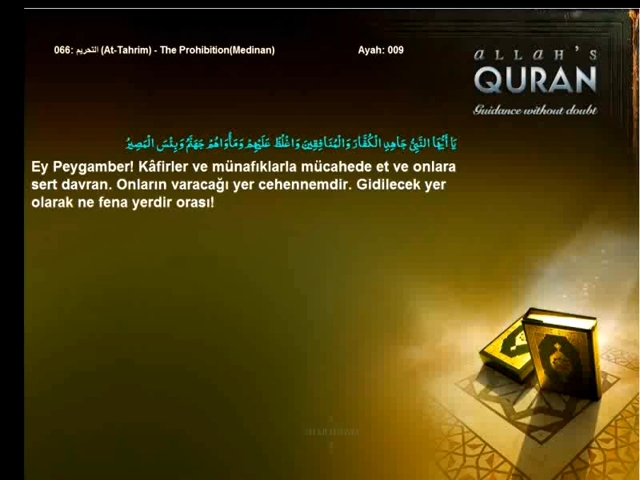 066: التحريم (At-Tahrim) - The Prohibition(Medinan) Ayah: 009
ALLAH'S
QURAN
Guidance without doubt
يَا أَيُّهَا النَّبِيُّ جَاهِدِ الْكُفَّارَ وَالْمُنَافِقِينَ وَاغْلُظْ عَلَيْهِمْ وَمَأْوَاهُمْ جَهَنَّمُ وَبِئْسَ الْمَصِيرُ
Ey Peygamber! Kâfirler ve münafıklarla mücahede et ve onlara
sert davran. Onların varacağı yer cehennemdir. Gidilecek yer
olarak ne fena yerdir orası!